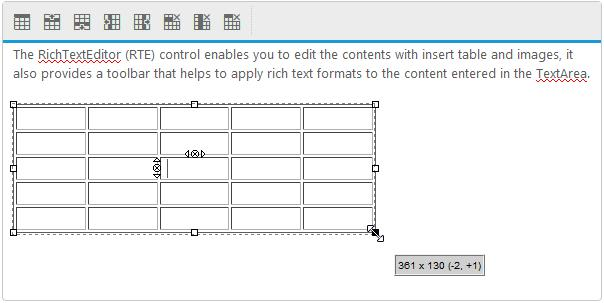 The RichTextEditor (RTE) control enables you to edit the contents with insert table and images, it
also provides a toolbar that helps to apply rich text formats to the content entered in the TextArea.
361 x 130 (-2, +1)